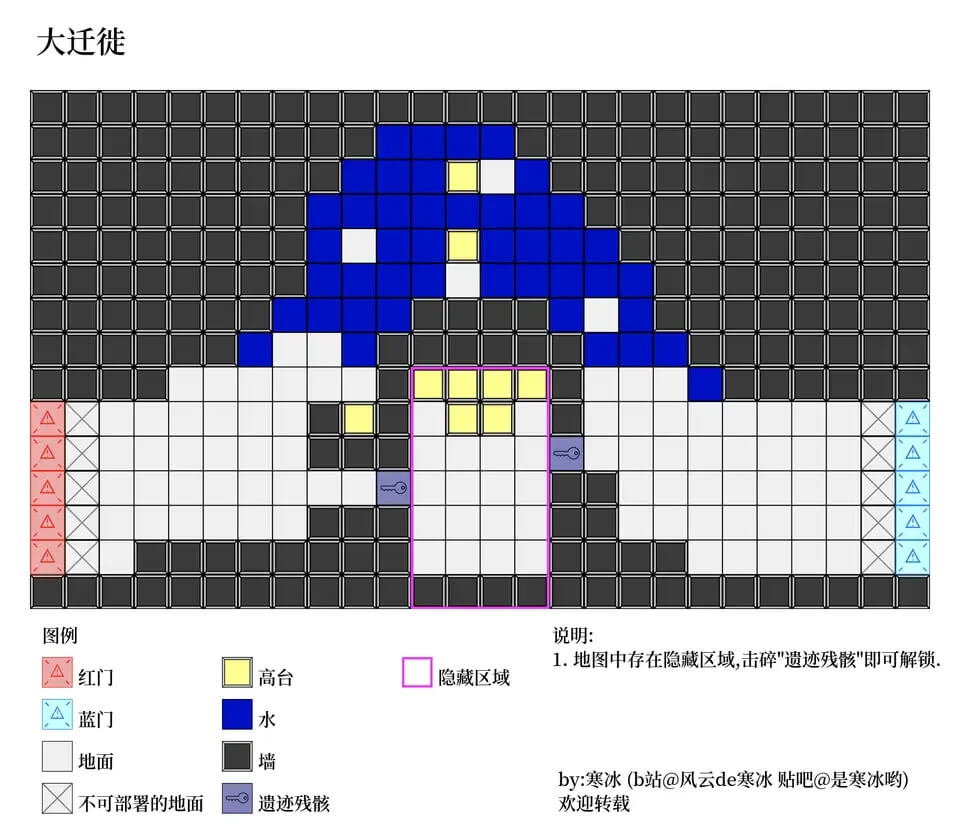 大迁徙
图例
红门
蓝门
地面
不可部署的地面
高台
水
墙
遗迹残骸
隐藏区域
说明:
1. 地图中存在隐藏区域,击碎"遗迹残骸"即可解锁.
by:寒冰 (b站@风云de寒冰 贴吧@是寒冰哟)
欢迎转载